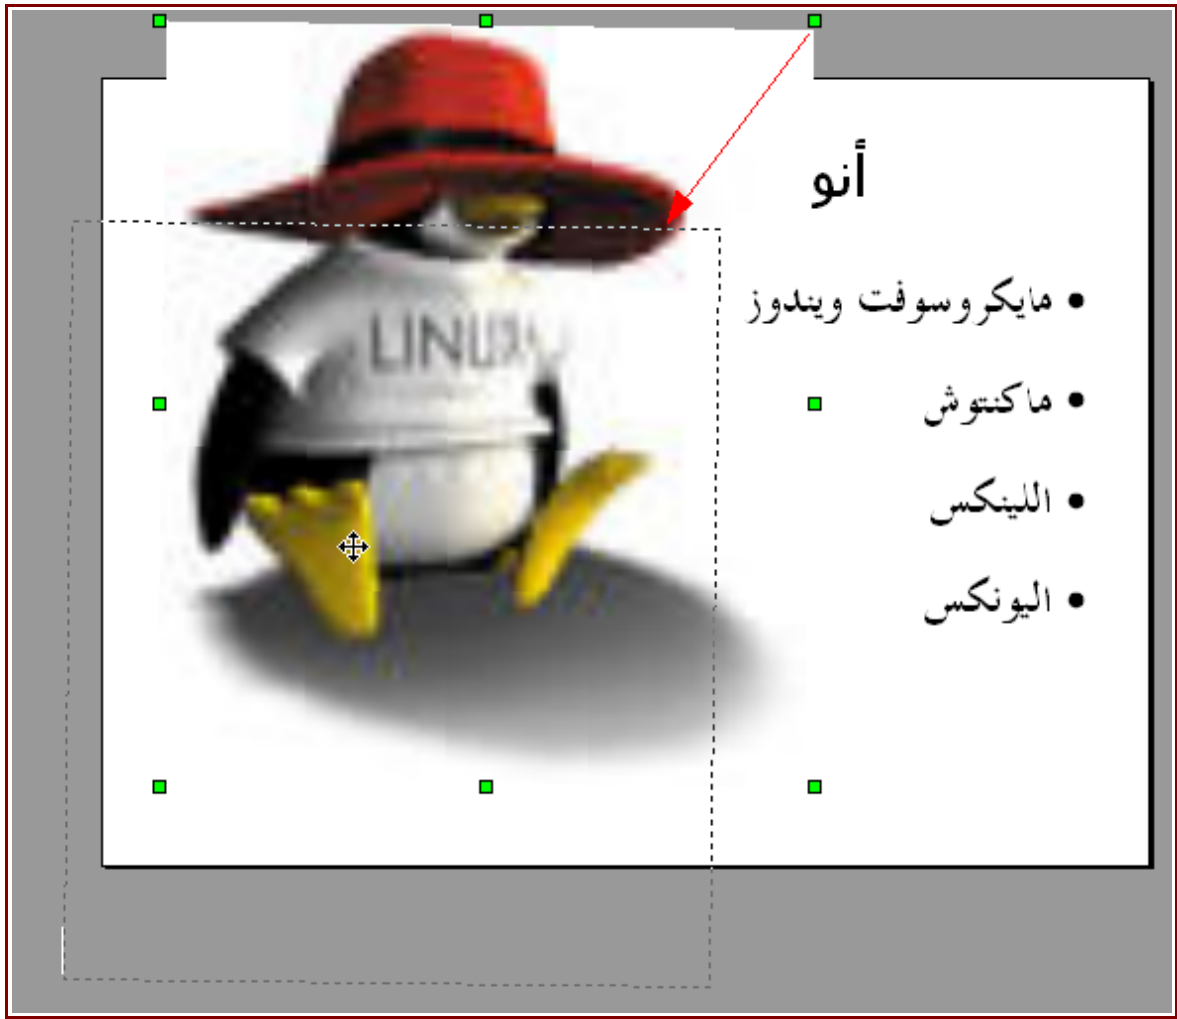 أنو
• مايكروسوفت ويندوز
• ماكنتوش
• اللينكس
• اليونكس
LINUX